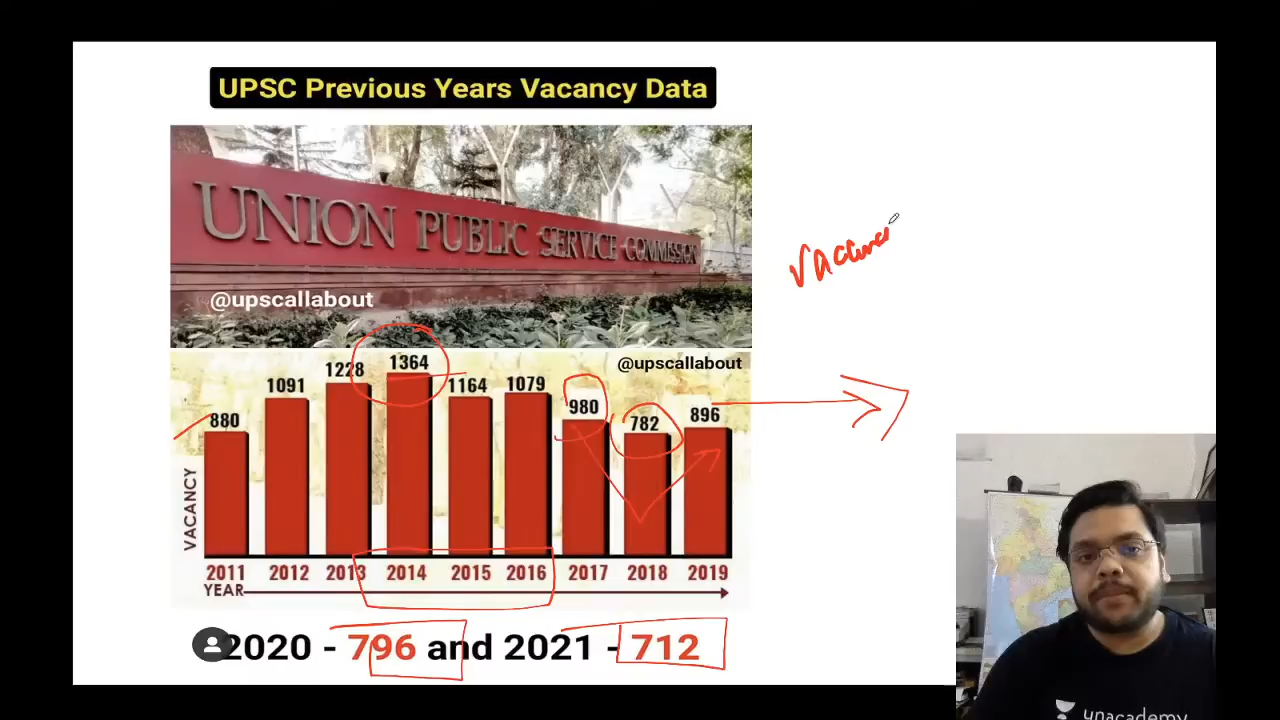 UPSC Previous Years Vacancy Data
UNION PUBLIC SERVICE COMMISSION
@upscallabout
@upscallabout
880 1091 1228 1364 1164 1079 980 782 896
VACANCY
2011 2012 2013 2014 2015 2016 2017 2018 2019
YEAR
2020 - 796 and 2021 - 712
unacademy